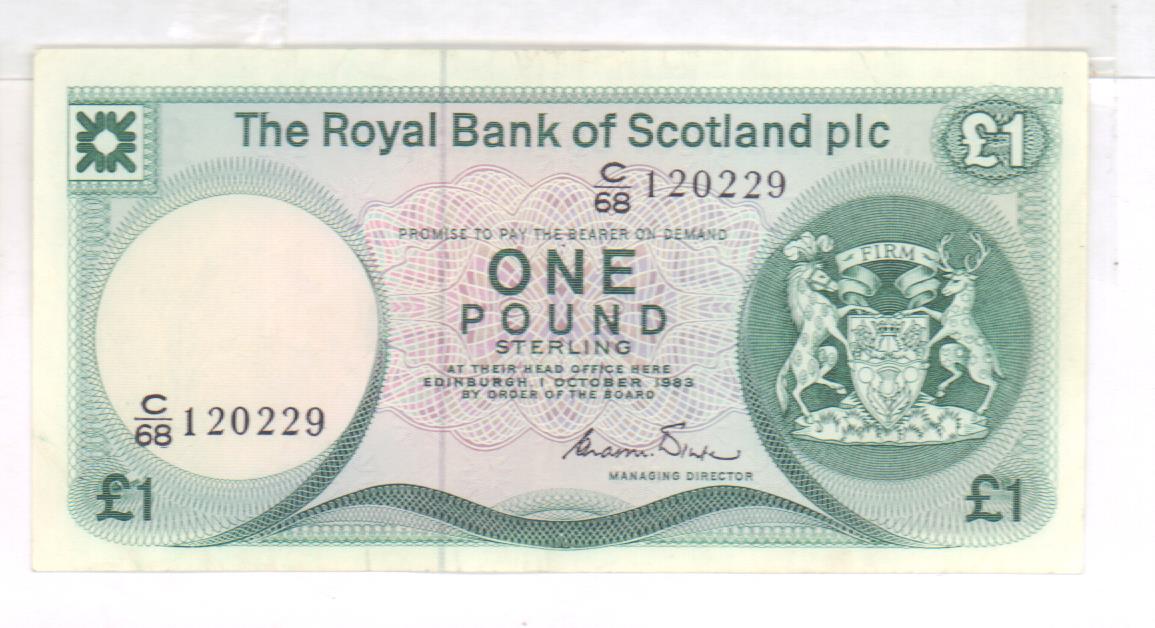 The Royal Bank of Scotland plc
£1
C/68 120229
PROMISE TO PAY THE BEARER ON DEMAND
ONE
POUND
STERLING
AT THEIR HEAD OFFICE HERE
EDINBURGH, 1 OCTOBER 1983
BY ORDER OF THE BOARD
FIRM
C/68 120229
MANAGING DIRECTOR
£1
£1